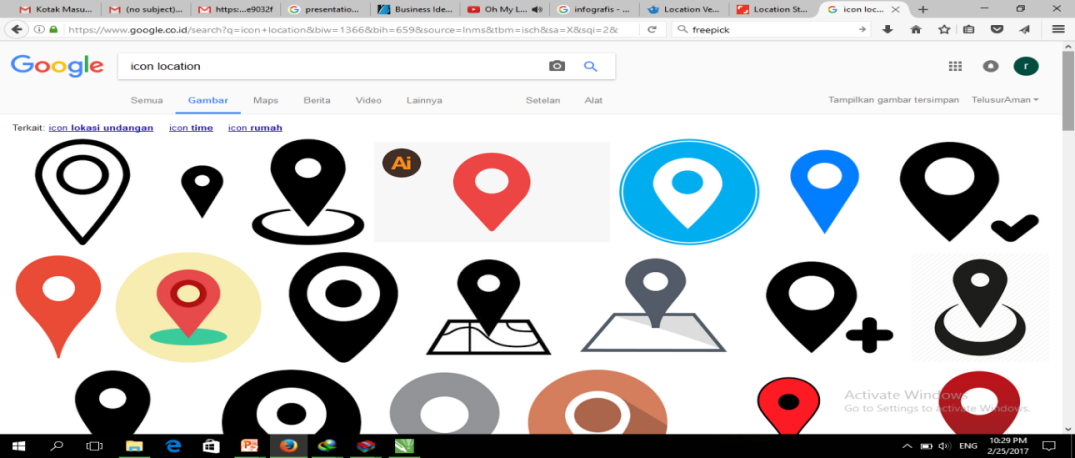 Kotak Masu...
(no subject)...
https:...e9032f
presentatio...
Business Ide...
Oh My L...
infografis - ...
Location Ve...
Location St...
icon loc...
https://www.google.co.id/search?q=icon+location&biw=1366&bih=659&source=lnms&tbm=isch&sa=X&sqi=2&
freepick
Google
icon location
r
Semua Gambar Maps Berita Video Lainnya Setelan Alat Tampilkan gambar tersimpan TelusurAman
Terkait: icon lokasi undangan icon time icon rumah
Ai
Activate Windows
Go to Settings to activate Windows.
ENG
10:29 PM
2/25/2017